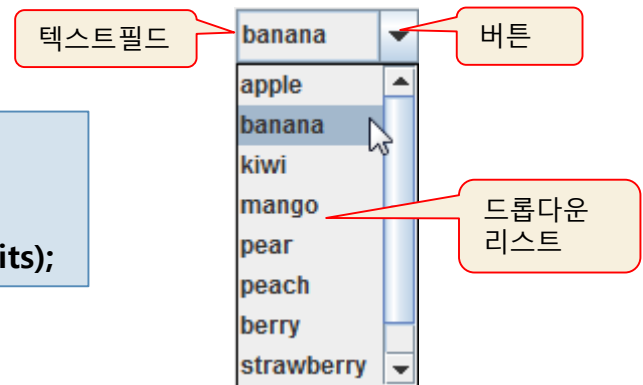 텍스트필드
banana
버튼
apple
banana
kiwi
mango
pear
peach
berry
strawberry
드롭다운
리스트
its);